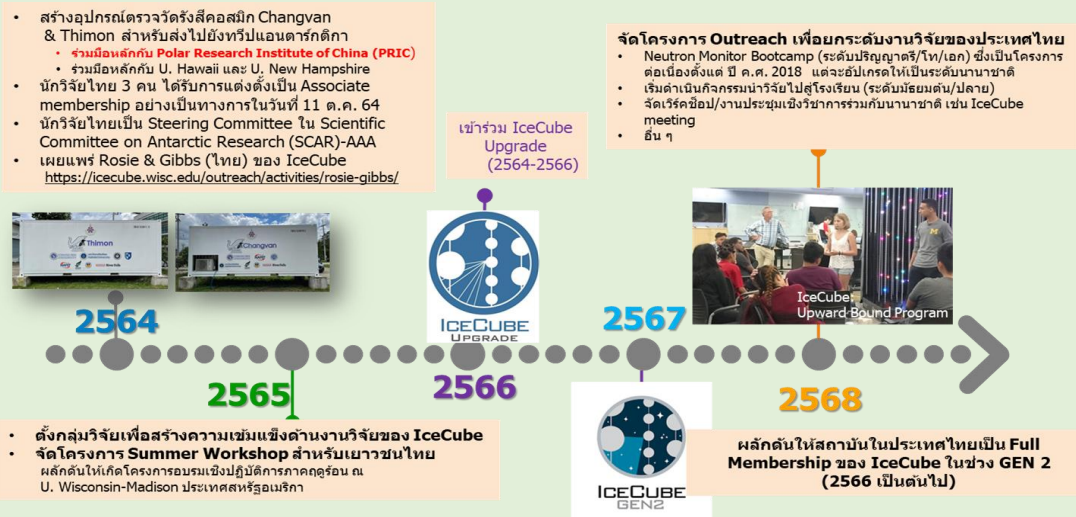 • สร้างอุปกรณ์ตรวจวัดรังสีคอสมิก Changvan
& Thimon สำหรับส่งไปยังทวีปแอนตาร์กติกา
• ร่วมมือหลักกับ Polar Research Institute of China (PRIC)
• ร่วมมือหลักกับ U. Hawaii และ U. New Hampshire
• นักวิจัยไทย 3 คน ได้รับการแต่งตั้งเป็น Associate
membership อย่างเป็นทางการในวันที่ 11 ต.ค. 64
• นักวิจัยไทยเป็น Steering Committee ใน Scientific
Committee on Antarctic Research (SCAR)-AAA
• เผยแพร่ Rosie & Gibbs (ไทย) ของ IceCube
https://icecube.wisc.edu/outreach/activities/rosie-gibbs/
เข้าร่วม IceCube
Upgrade
(2564-2566)
จัดโครงการ Outreach เพื่อยกระดับงานวิจัยของประเทศไทย
• Neutron Monitor Bootcamp (ระดับปริญญาตรี/โท/เอก) ซึ่งเป็นโครงการ
ต่อเนื่องตั้งแต่ ปี ค.ศ. 2018 แต่จะอัปเกรดให้เป็นระดับนานาชาติ
• เริ่มดำเนินกิจกรรมนำวิจัยไปสู่โรงเรียน (ระดับมัธยมต้น/ปลาย)
• จัดเวิร์คช็อป/งานประชุมเชิงวิชาการร่วมกับนานาชาติ เช่น IceCube
meeting
• อื่น ๆ
Thimon
Changvan
ICECUBE
UPGRADE
IceCube:
Upward Bound Program
2564
2565
2566
2567
2568
• ตั้งกลุ่มวิจัยเพื่อสร้างความเข้มแข็งด้านงานวิจัยของ IceCube
• จัดโครงการ Summer Workshop สำหรับเยาวชนไทย
ผลักดันให้เกิดโครงการอบรมเชิงปฏิบัติการภาคฤดูร้อน ณ
U. Wisconsin-Madison ประเทศสหรัฐอเมริกา
ICECUBE
GEN2
ผลักดันให้สถาบันในประเทศไทยเป็น Full
Membership ของ IceCube ในช่วง GEN 2
(2566 เป็นต้นไป)